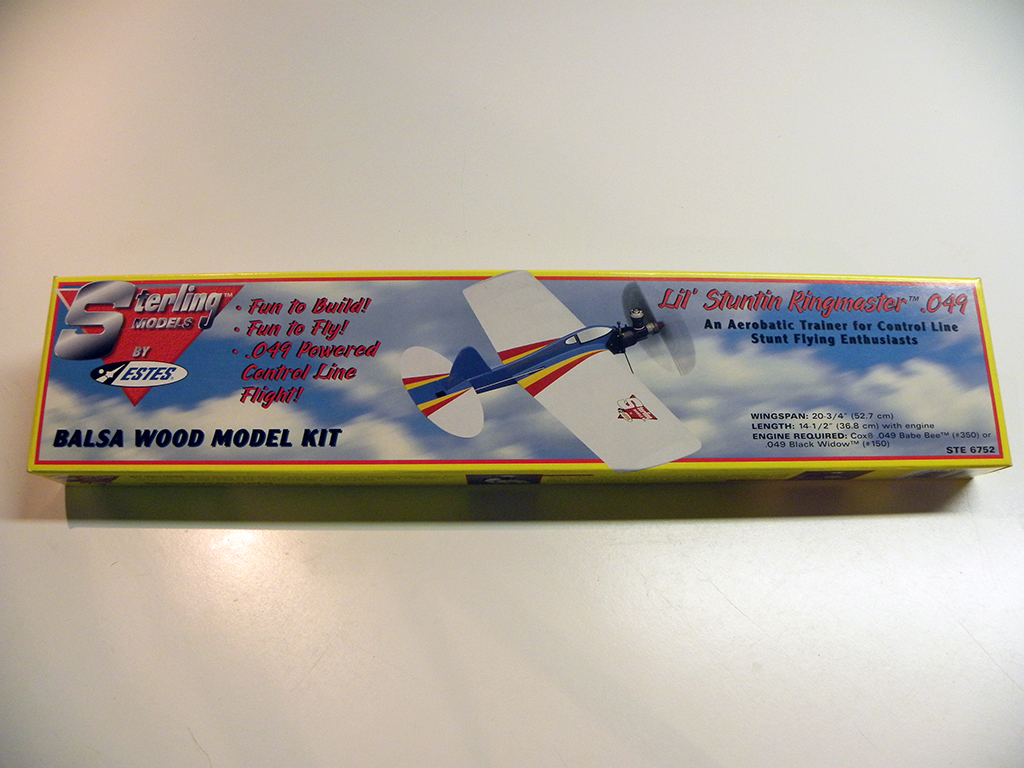 Sterling™
MODELS
BY
ESTES®
• Fun to Build!
• Fun to Fly!
• .049 Powered
Control Line
Flight!
BALSA WOOD MODEL KIT
Lil' Stuntin Ringmaster™ .049
An Aerobatic Trainer for Control Line
Stunt Flying Enthusiasts
WINGSPAN: 20-3/4" (52.7 cm)
LENGTH: 14-1/2" (36.8 cm) with engine
ENGINE REQUIRED: Cox® .049 Babe Bee™ (#350) or
.049 Black Widow™ (#150)
STE 6752